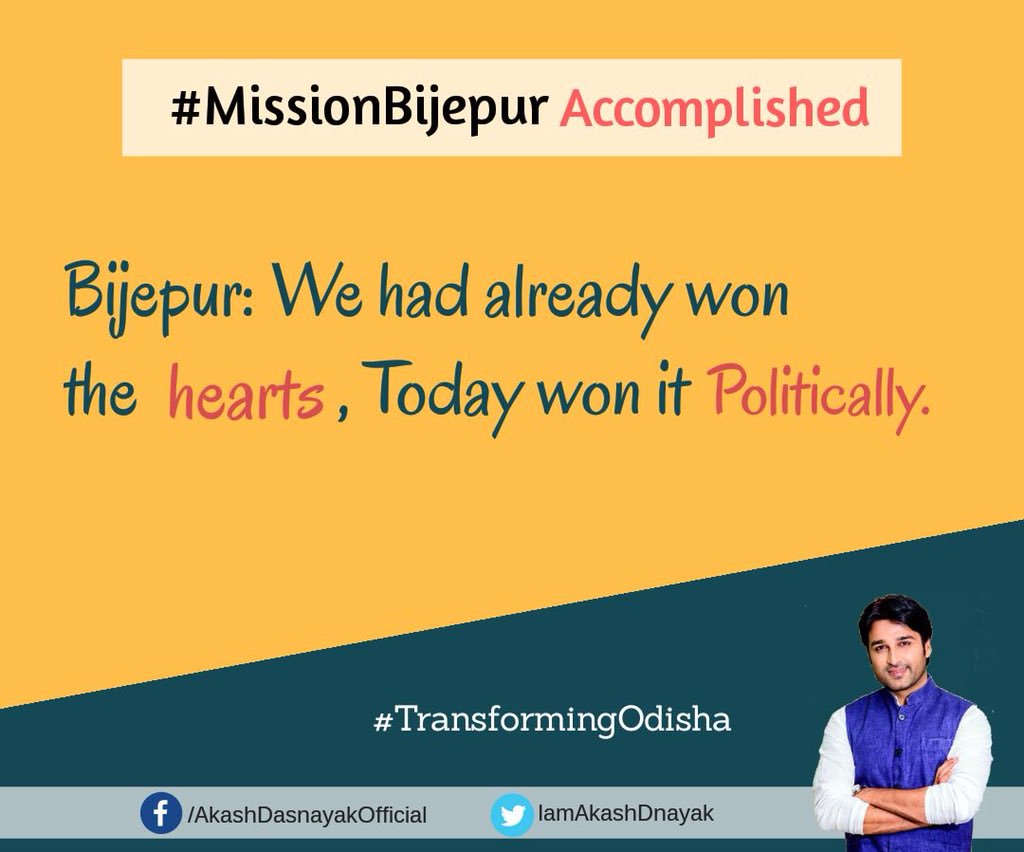 #MissionBijepur Accomplished
Bijepur: We had already won
the hearts, Today won it Politically.
#TransformingOdisha
/AkashDasnayakOfficial
IamAkashDnayak